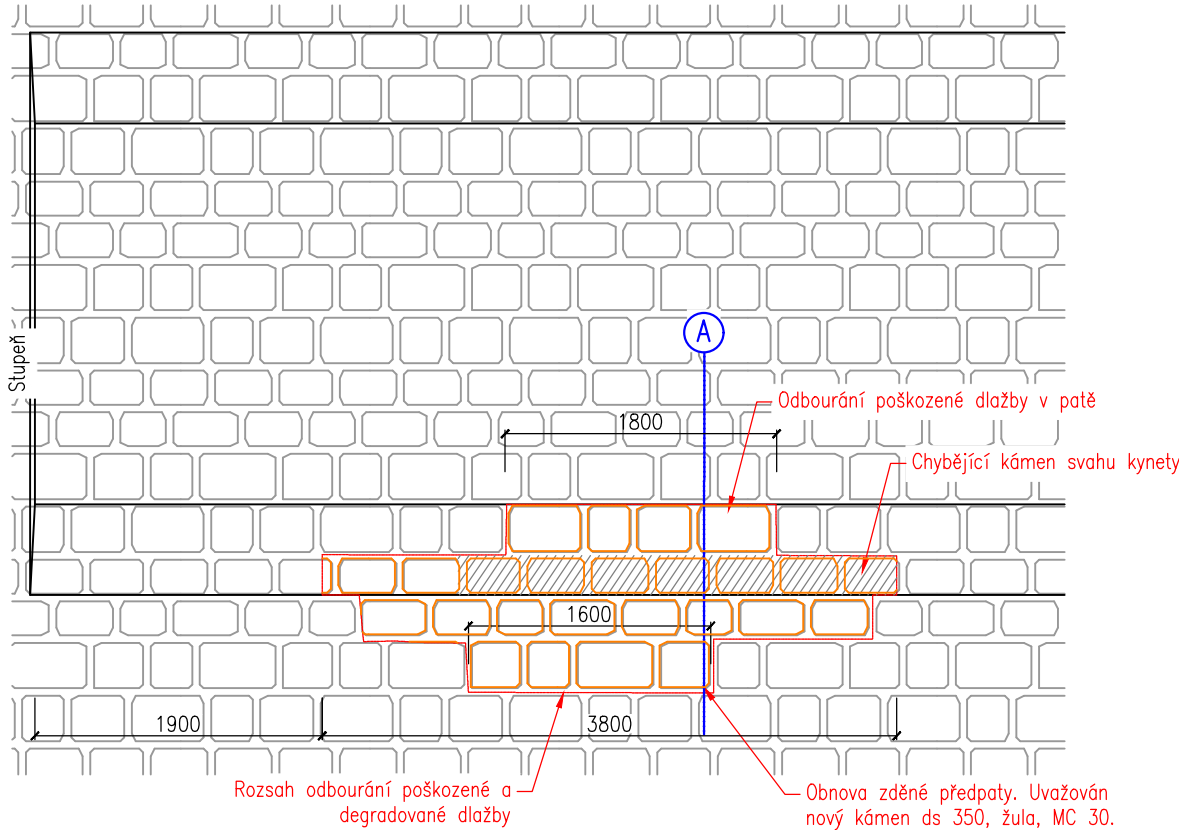 Stupeň
A
Odbourání poškozené dlažby v patě
1800
Chybějící kámen svahu kynety
1600
1900
3800
Rozsah odbourání poškozené a
degradované dlažby
Obnova zděné předpaty. Uvažován
nový kámen ds 350, žula, MC 30.